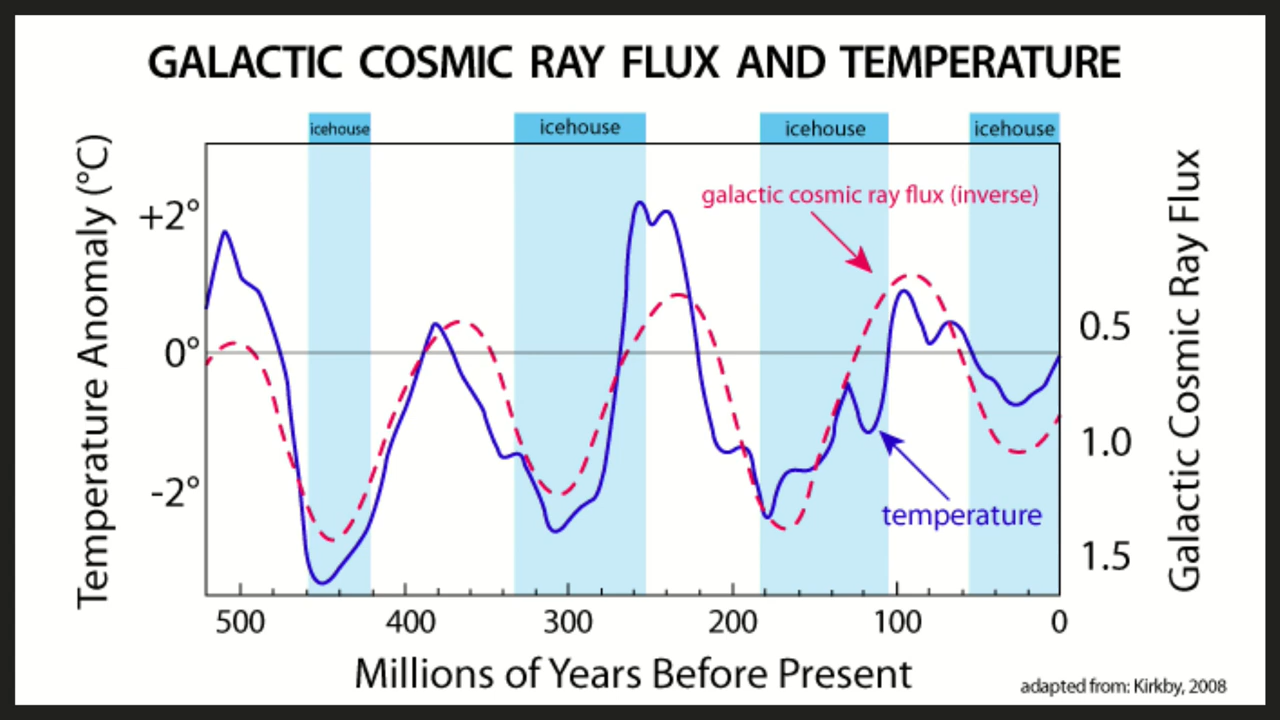 GALACTIC COSMIC RAY FLUX AND TEMPERATURE
icehouse
icehouse
icehouse
icehouse
Temperature Anomaly (°C)
+2°
0°
-2°
galactic cosmic ray flux (inverse)
temperature
0.5
1.0
1.5
Galactic Cosmic Ray Flux
500 400 300 200 100 0
Millions of Years Before Present
adapted from: Kirkby, 2008